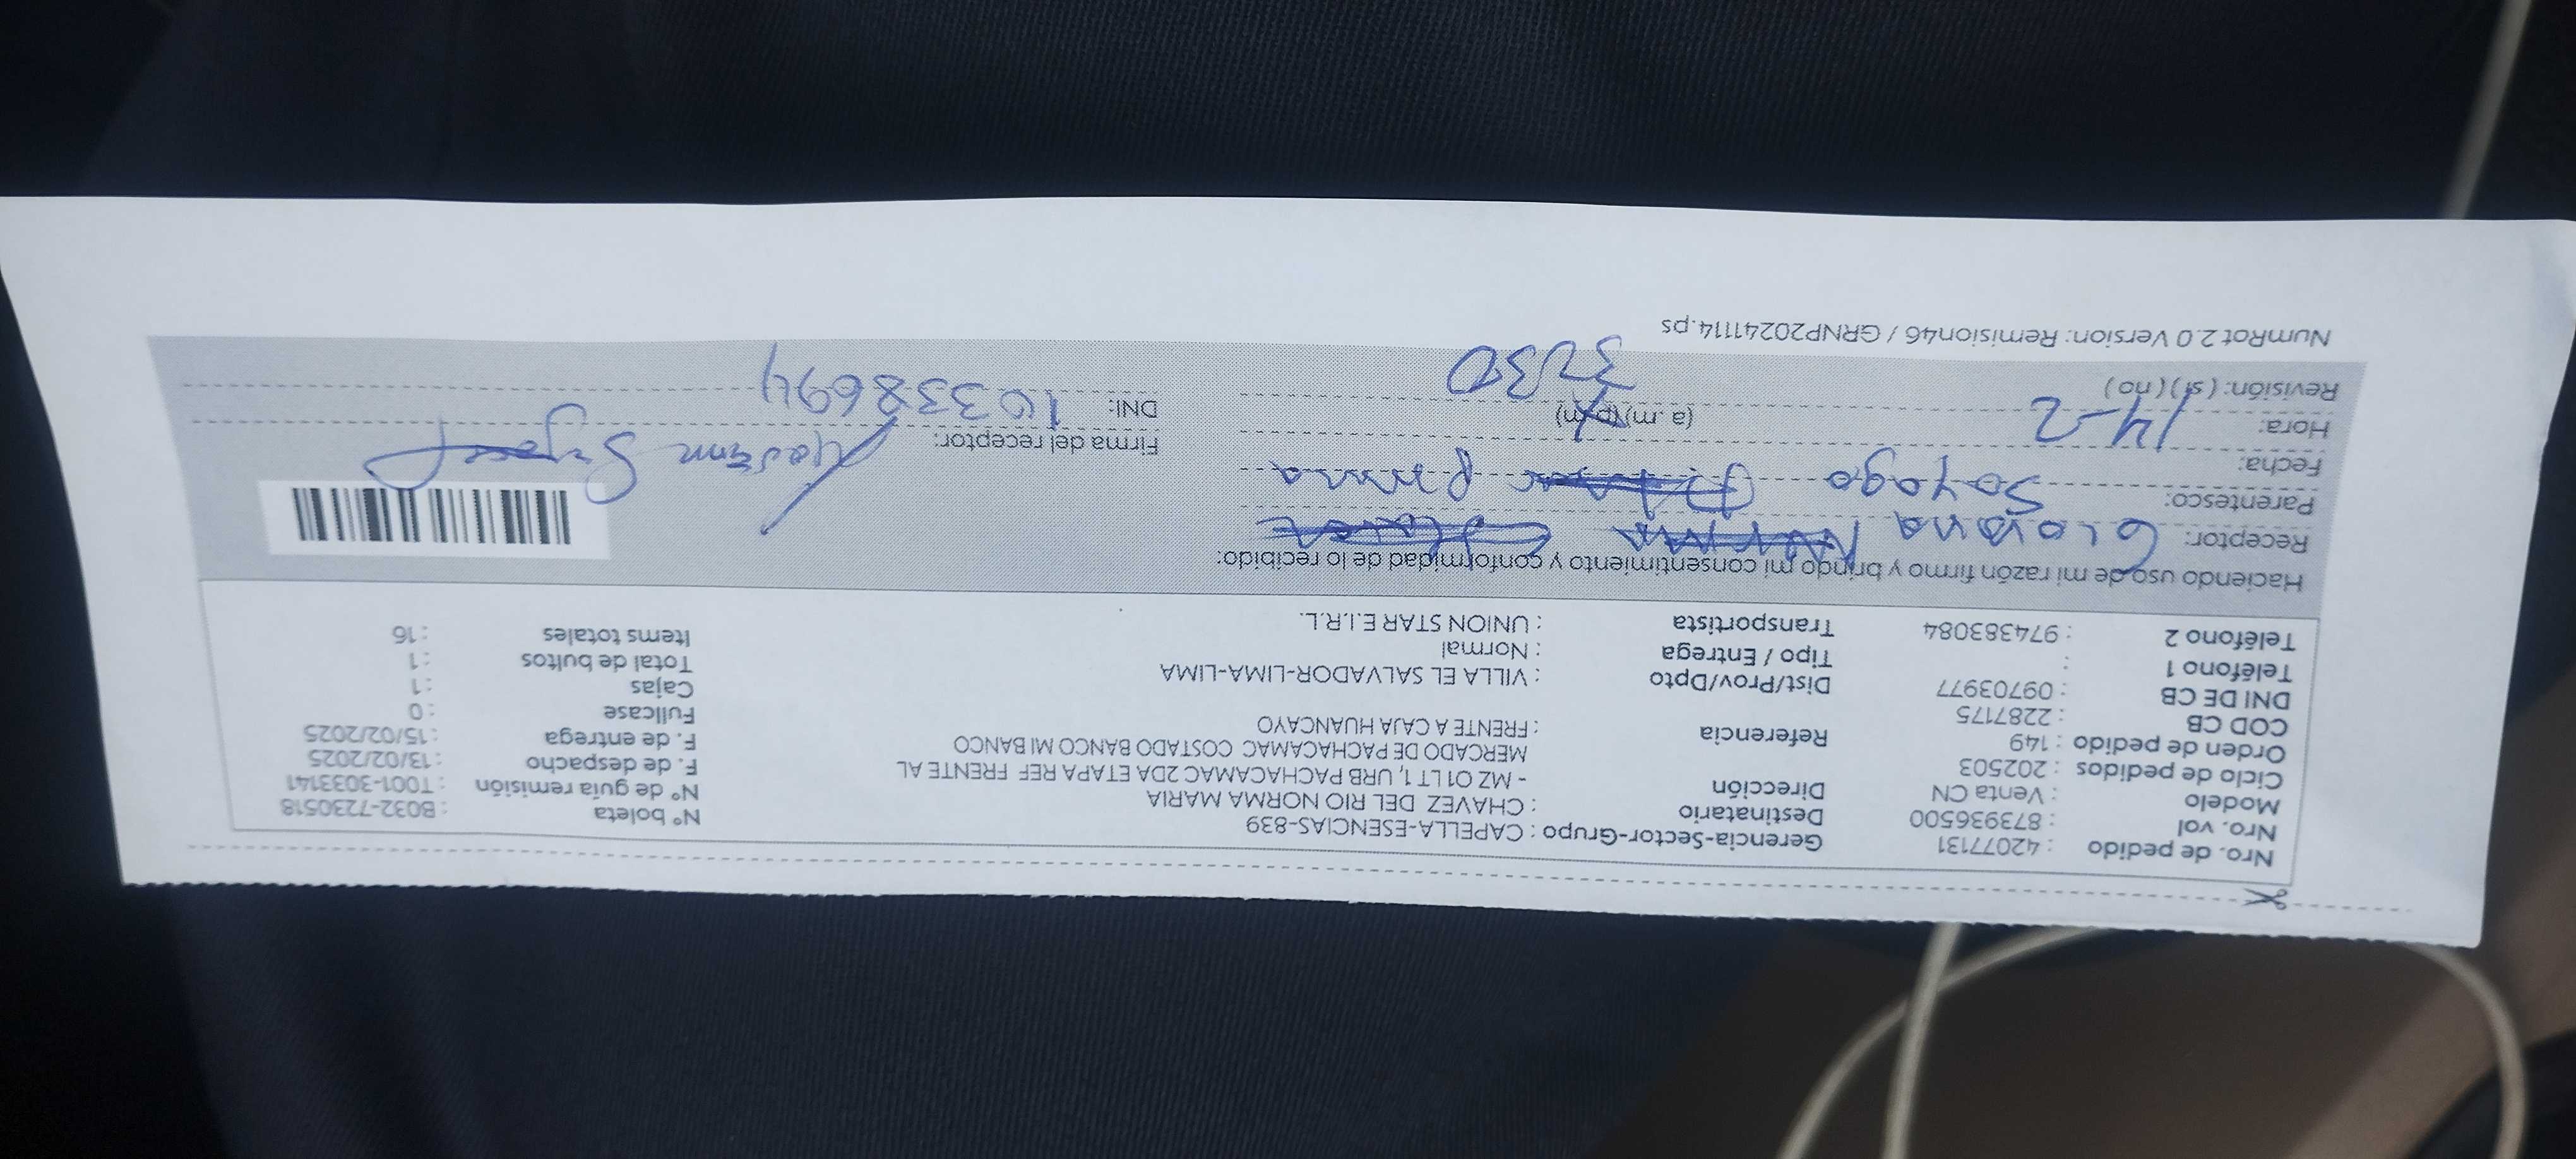 Nro. de pedido : 42077131 Gerencia-Sector-Grupo : CAPELLA-ESENCIAS-839 N° boleta : B032-7230518
Nro. vol : 873936500 Destinatario : CHAVEZ DEL RIO NORMA MARIA N° de guía remisión : T001-3033141
Modelo : Venta CN Dirección - MZ O1 LT 1, URB PACHACAMAC 2DA ETAPA REF FRENTE AL F. de despacho : 13/02/2025
Ciclo de pedidos : 202503 MERCADO DE PACHACAMAC COSTADO BANCO MI BANCO F. de entrega : 15/02/2025
Orden de pedido : 149 Referencia : FRENTE A CAJA HUANCAYO Fullcase : 0
COD CB : 2287175 Dist/Prov/Dpto : VILLA EL SALVADOR-LIMA-LIMA Cajas : 1
DNI DE CB : 09703977 Tipo / Entrega : Normal Total de bultos : 1
Teléfono 1 : Transportista : UNION STAR E.I.R.L. Items totales : 16
Teléfono 2 : 974383084
Haciendo uso de mi razón firmo y brindo mi consentimiento y conformidad de lo recibido:
Receptor: Giovana
Parentesco: Sayago prima
Fecha: 14-2 Firma del receptor:
Hora: (a.m)(p.m) 3:30 DNI: 10338694
Revisión: ( sí ) ( no )
NumRot 2.0 Version: Remision46 / GRNP20241114.ps